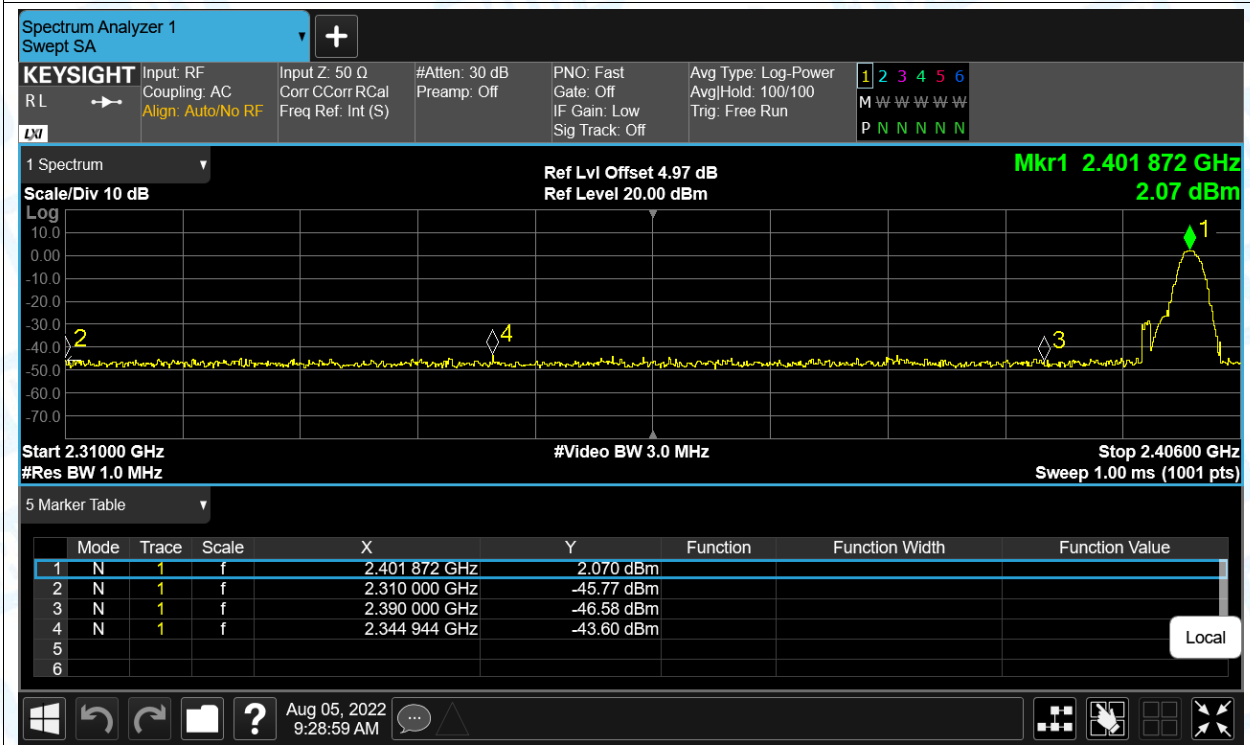 Spectrum Analyzer 1
Swept SA
KEYSIGHT
R L
LXI
Input: RF
Coupling: AC
Align: Auto/No RF
Input Z: 50 Ω
Corr CCorr RCal
Freq Ref: Int (S)
#Atten: 30 dB
Preamp: Off
PNO: Fast
Gate: Off
IF Gain: Low
Sig Track: Off
Avg Type: Log-Power
Avg|Hold: 100/100
Trig: Free Run
1 2 3 4 5 6
M W W W W W
P N N N N N
1 Spectrum
Scale/Div 10 dB
Ref Lvl Offset 4.97 dB
Ref Level 20.00 dBm
Mkr1 2.401 872 GHz
2.07 dBm
Log
10.0
0.00
-10.0
-20.0
-30.0
-40.0
-50.0
-60.0
-70.0
1
2
4
3
Start 2.31000 GHz
#Res BW 1.0 MHz
#Video BW 3.0 MHz
Stop 2.40600 GHz
Sweep 1.00 ms (1001 pts)
5 Marker Table
Mode Trace Scale X Y Function Function Width Function Value
1 N 1 f 2.401 872 GHz 2.070 dBm
2 N 1 f 2.310 000 GHz -45.77 dBm
3 N 1 f 2.390 000 GHz -46.58 dBm
4 N 1 f 2.344 944 GHz -43.60 dBm
5
6
Local
?
Aug 05, 2022
9:28:59 AM